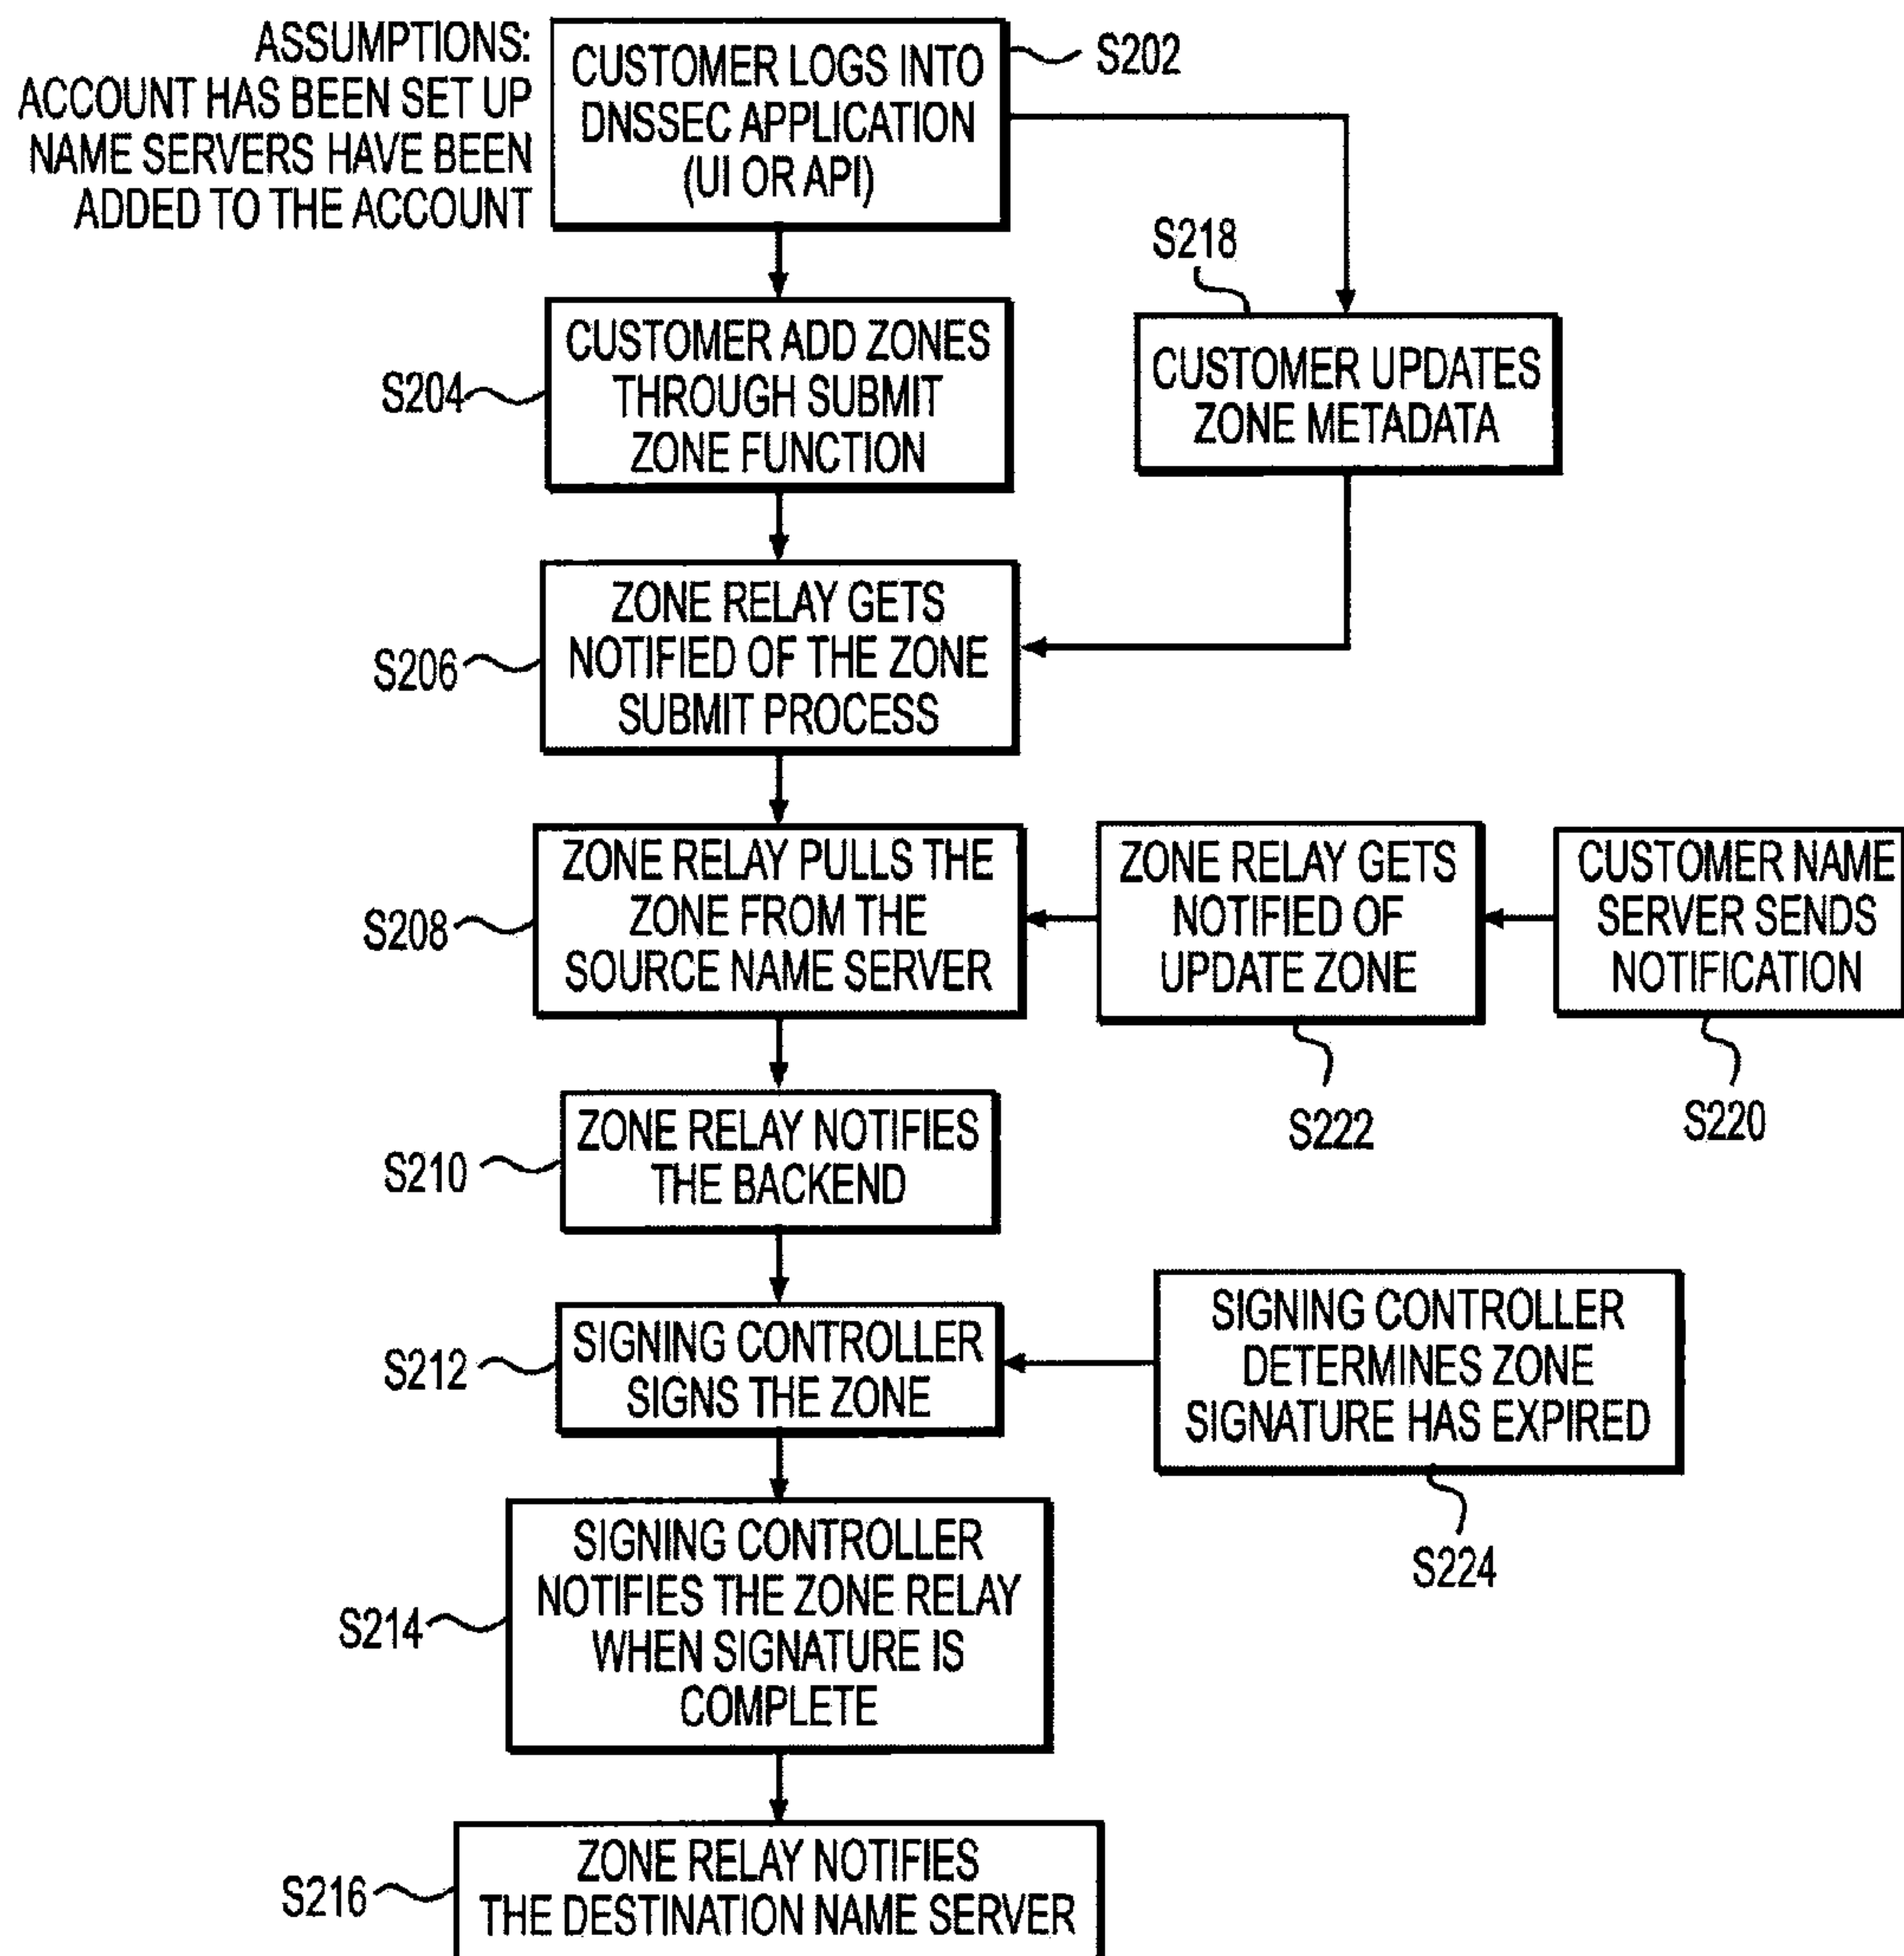 ASSUMPTIONS:
ACCOUNT HAS BEEN SET UP
NAME SERVERS HAVE BEEN
ADDED TO THE ACCOUNT
CUSTOMER LOGS INTO
DNSSEC APPLICATION
(UI OR API)
S202
S218
CUSTOMER UPDATES
ZONE METADATA
S204
CUSTOMER ADD ZONES
THROUGH SUBMIT
ZONE FUNCTION
S206
ZONE RELAY GETS
NOTIFIED OF THE ZONE
SUBMIT PROCESS
S208
ZONE RELAY PULLS THE
ZONE FROM THE
SOURCE NAME SERVER
ZONE RELAY GETS
NOTIFIED OF
UPDATE ZONE
S222
CUSTOMER NAME
SERVER SENDS
NOTIFICATION
S220
S210
ZONE RELAY NOTIFIES
THE BACKEND
S212
SIGNING CONTROLLER
SIGNS THE ZONE
SIGNING CONTROLLER
DETERMINES ZONE
SIGNATURE HAS EXPIRED
S224
S214
SIGNING CONTROLLER
NOTIFIES THE ZONE RELAY
WHEN SIGNATURE IS
COMPLETE
S216
ZONE RELAY NOTIFIES
THE DESTINATION NAME SERVER